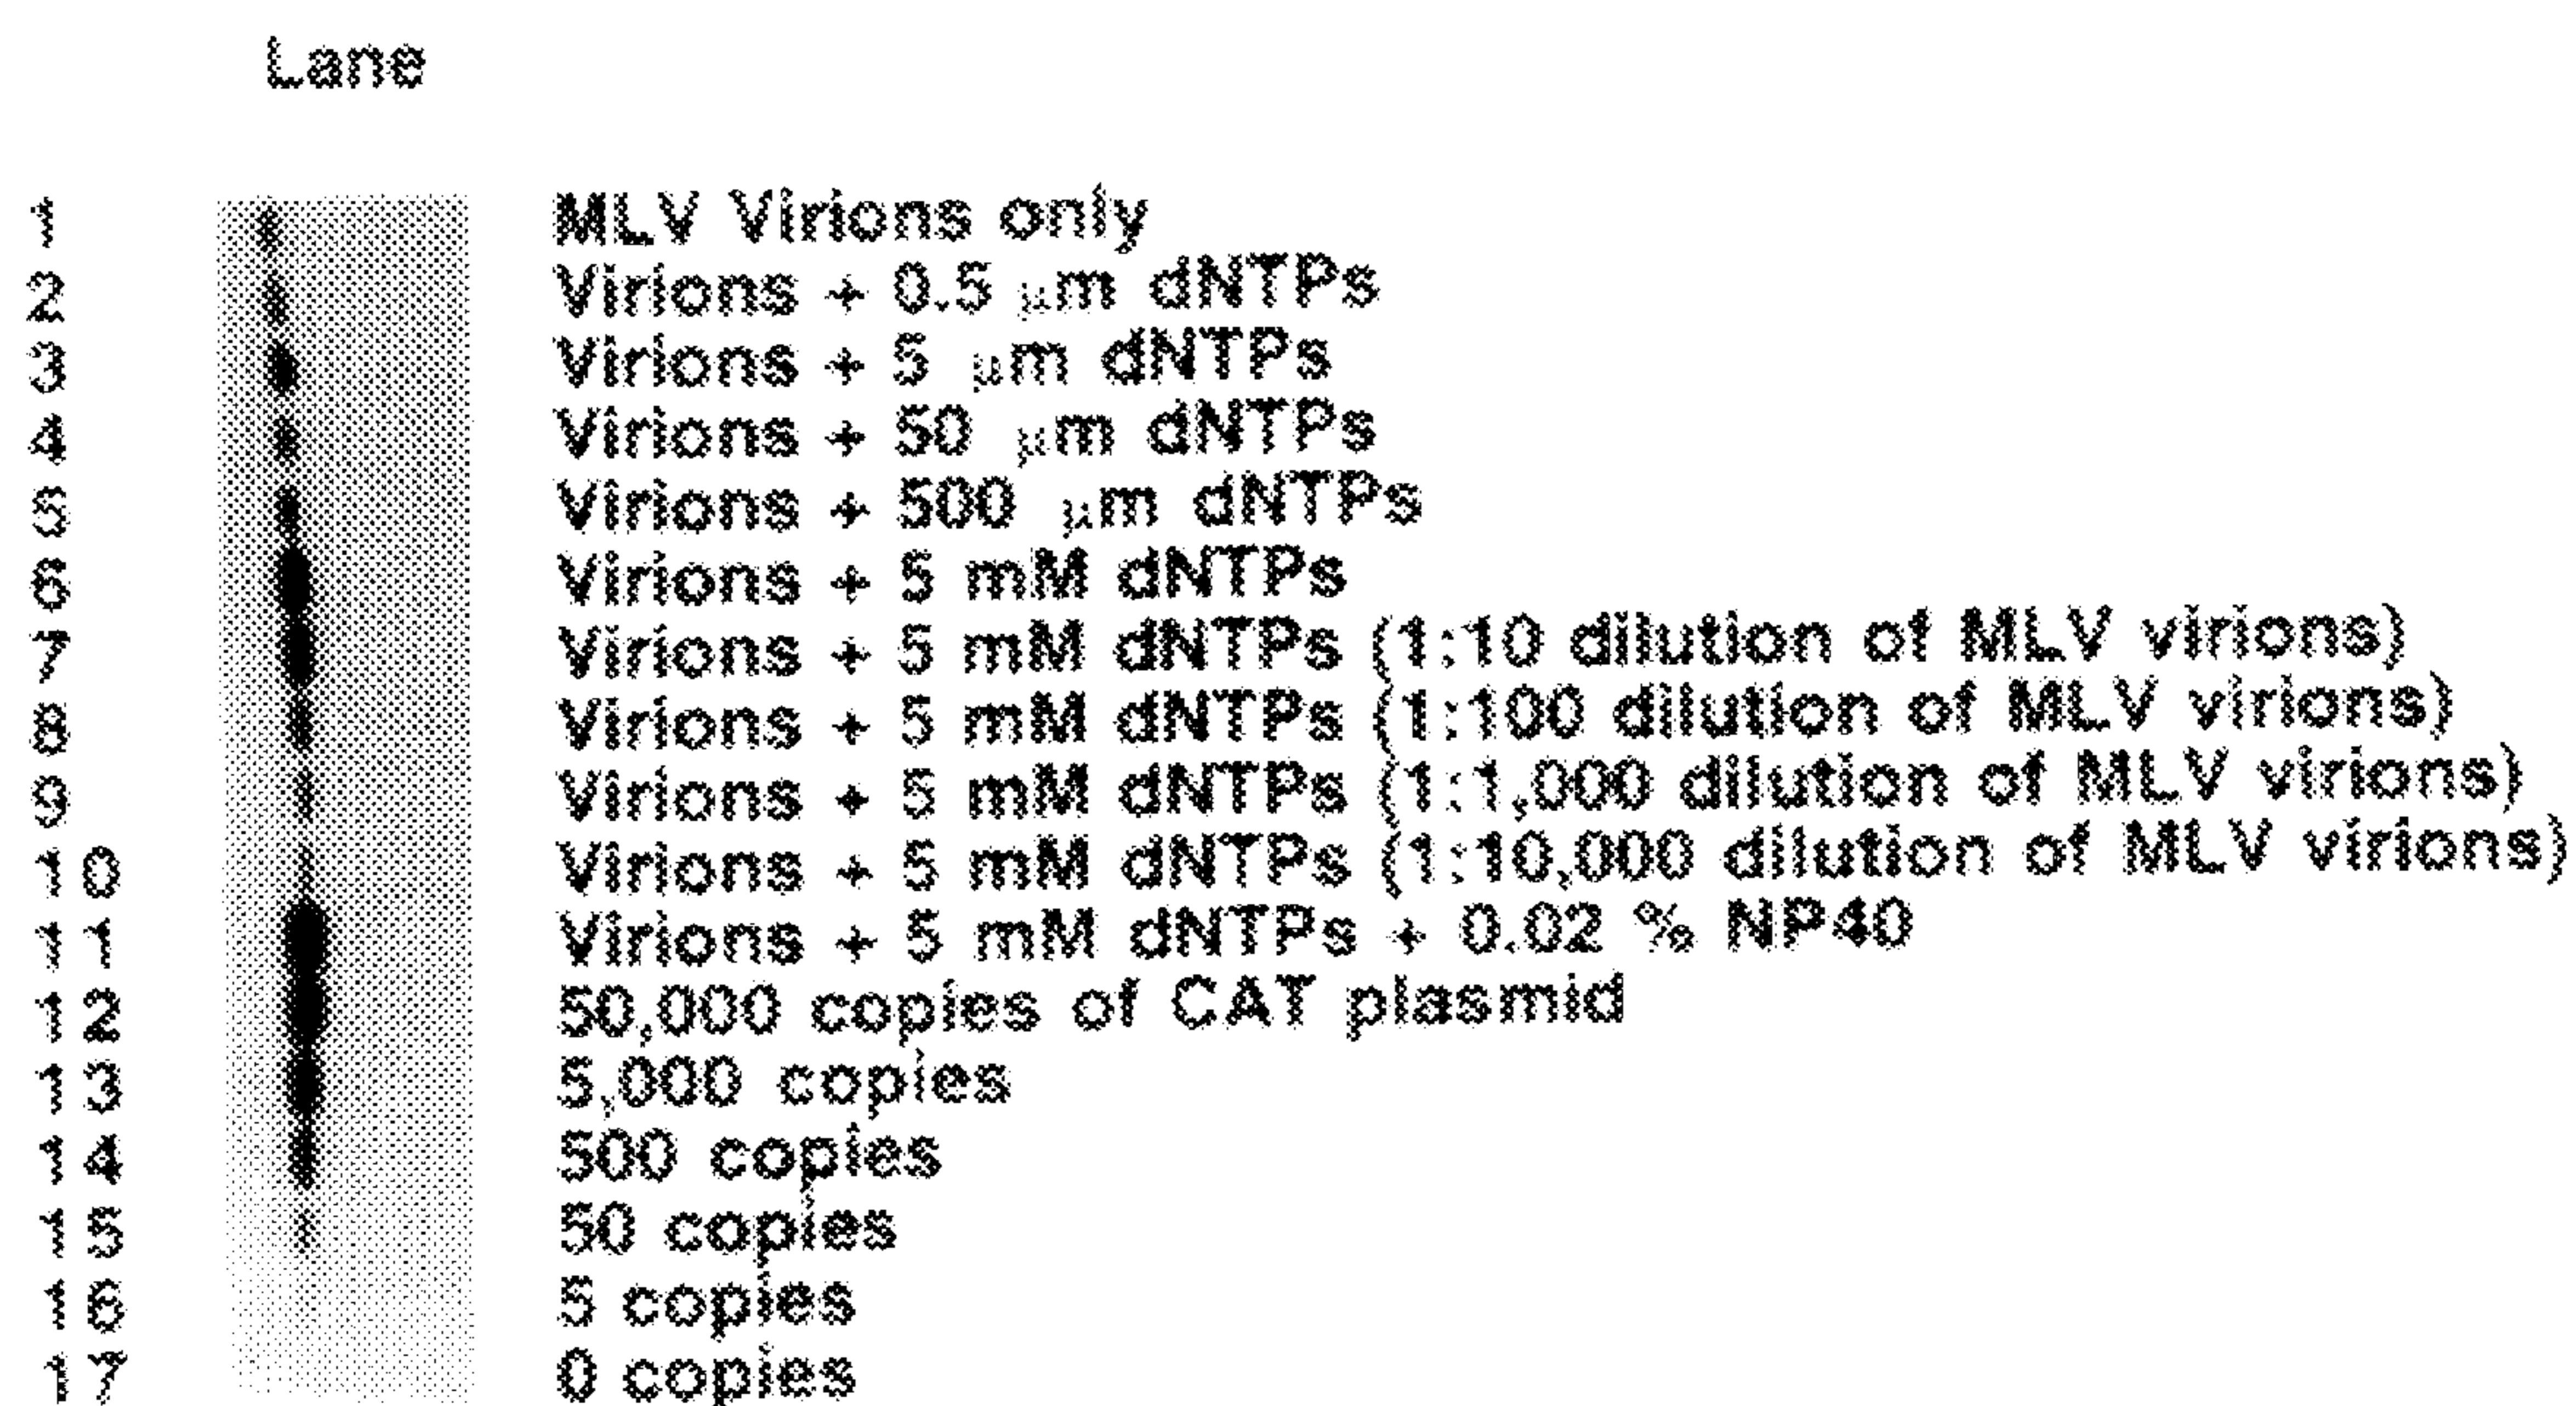 Lane
1 MLV Virions only
2 Virions + 0.5 μm dNTPs
3 Virions + 5 μm dNTPs
4 Virions + 50 μm dNTPs
5 Virions + 500 μm dNTPs
6 Virions + 5 mM dNTPs
7 Virions + 5 mM dNTPs (1:10 dilution of MLV virions)
8 Virions + 5 mM dNTPs (1:100 dilution of MLV virions)
9 Virions + 5 mM dNTPs (1:1,000 dilution of MLV virions)
10 Virions + 5 mM dNTPs (1:10,000 dilution of MLV virions)
11 Virions + 5 mM dNTPs + 0.02 % NP40
12 50,000 copies of CAT plasmid
13 5,000 copies
14 500 copies
15 50 copies
16 5 copies
17 0 copies